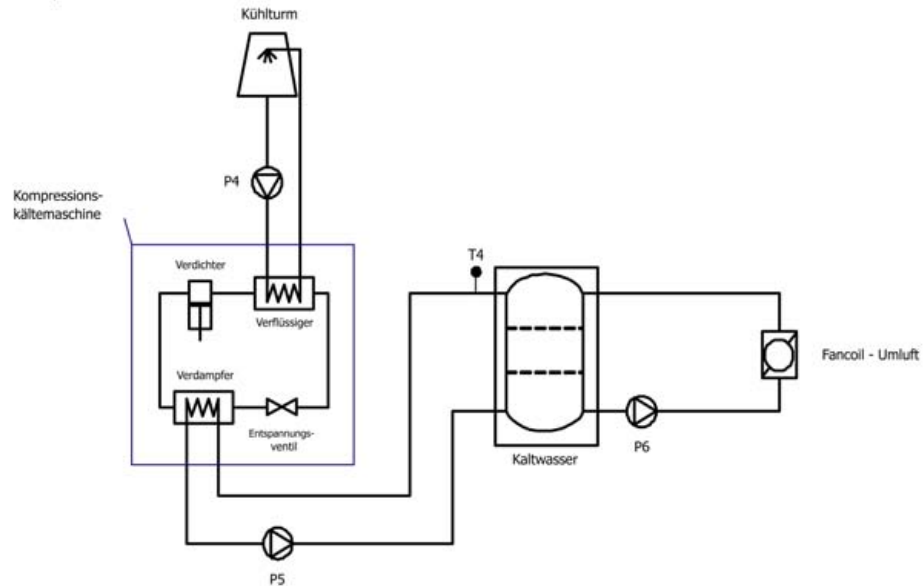 Kühlturm
P4
Kompressions-
kältemaschine
Verdichter
Verflüssiger
T4
Verdampfer
Entspannungs-
ventil
Fancoil - Umluft
P6
Kaltwasser
P5